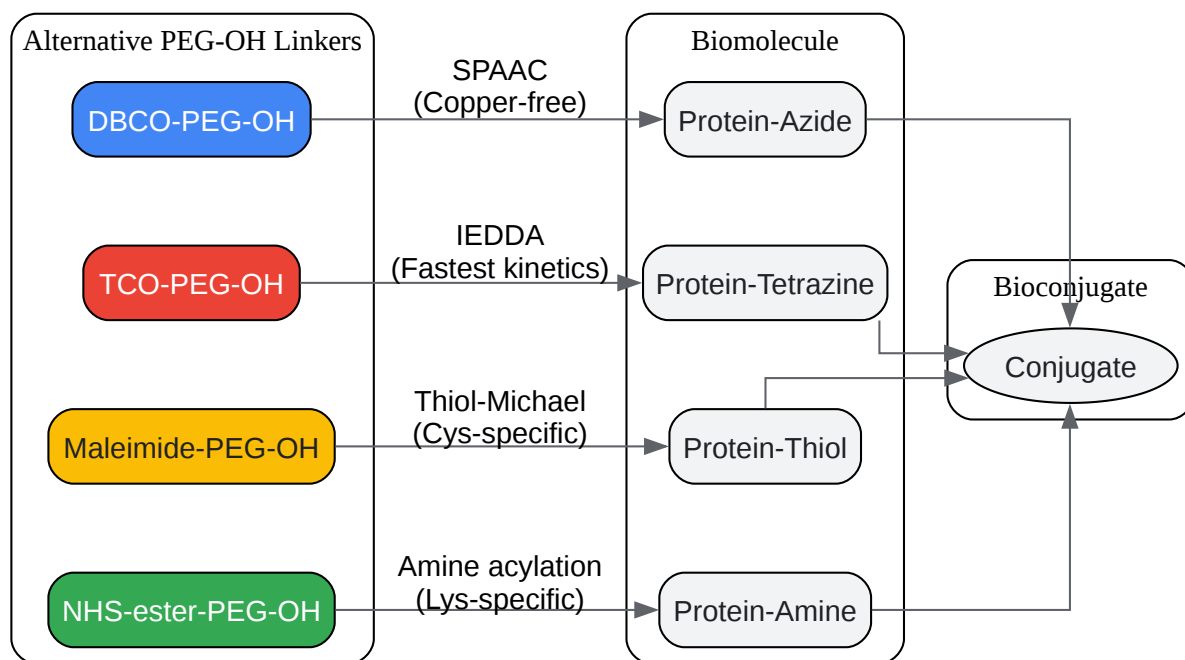 Alternative PEG-OH Linkers
Biomolecule
DBCO-PEG-OH
SPAAC
(Copper-free)
Protein-Azide
TCO-PEG-OH
IEDDA
(Fastest kinetics)
Protein-Tetrazine
Bioconjugate
Conjugate
Maleimide-PEG-OH
Thiol-Michael
(Cys-specific)
Protein-Thiol
NHS-ester-PEG-OH
Amine acylation
(Lys-specific)
Protein-Amine